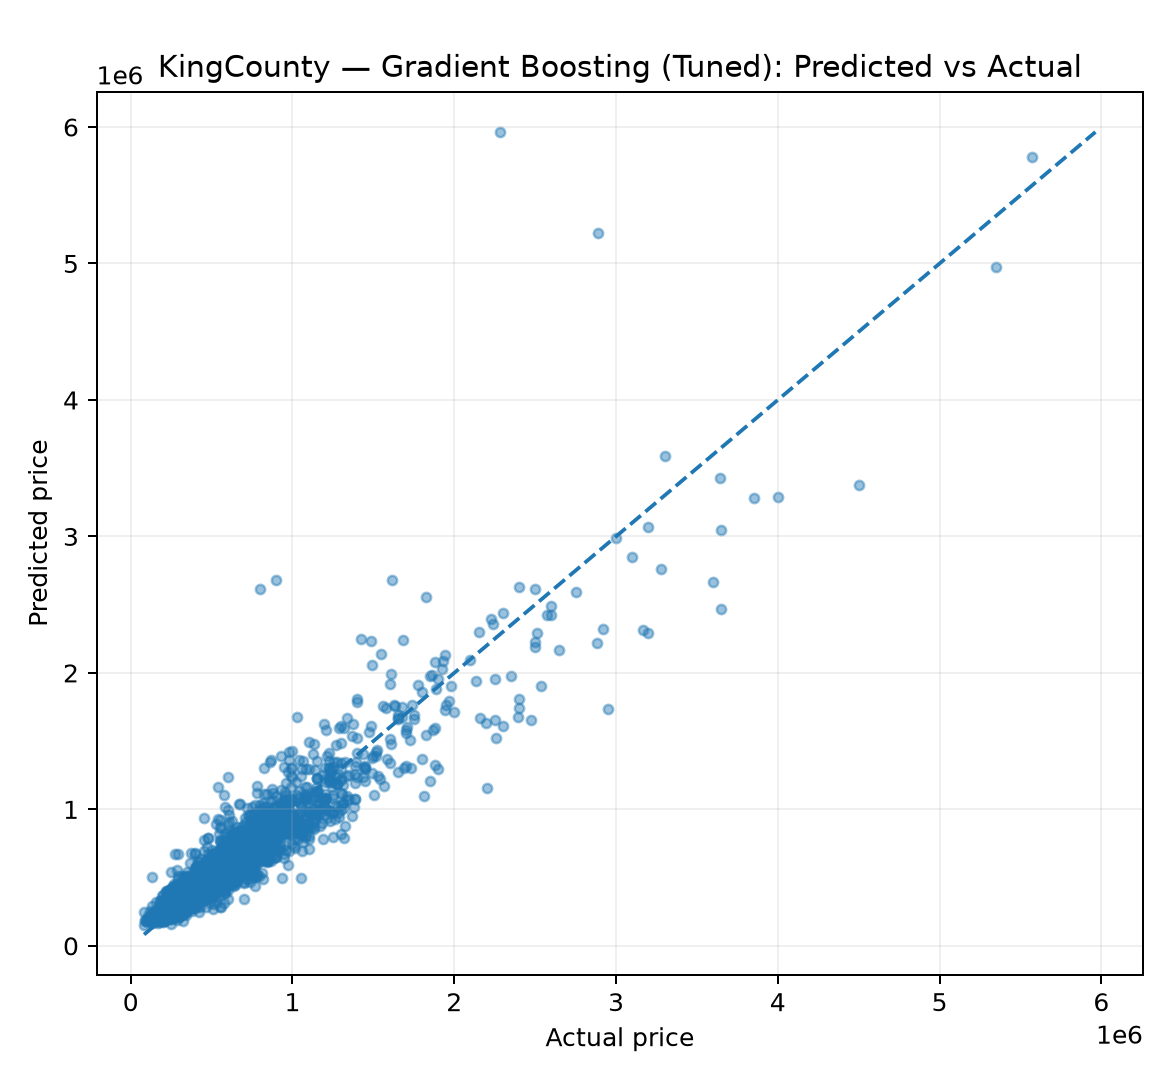 KingCounty — Gradient Boosting (Tuned): Predicted vs Actual
1e6
6
5
4
3
2
1
0
Predicted price
0 1 2 3 4 5 6
1e6
Actual price